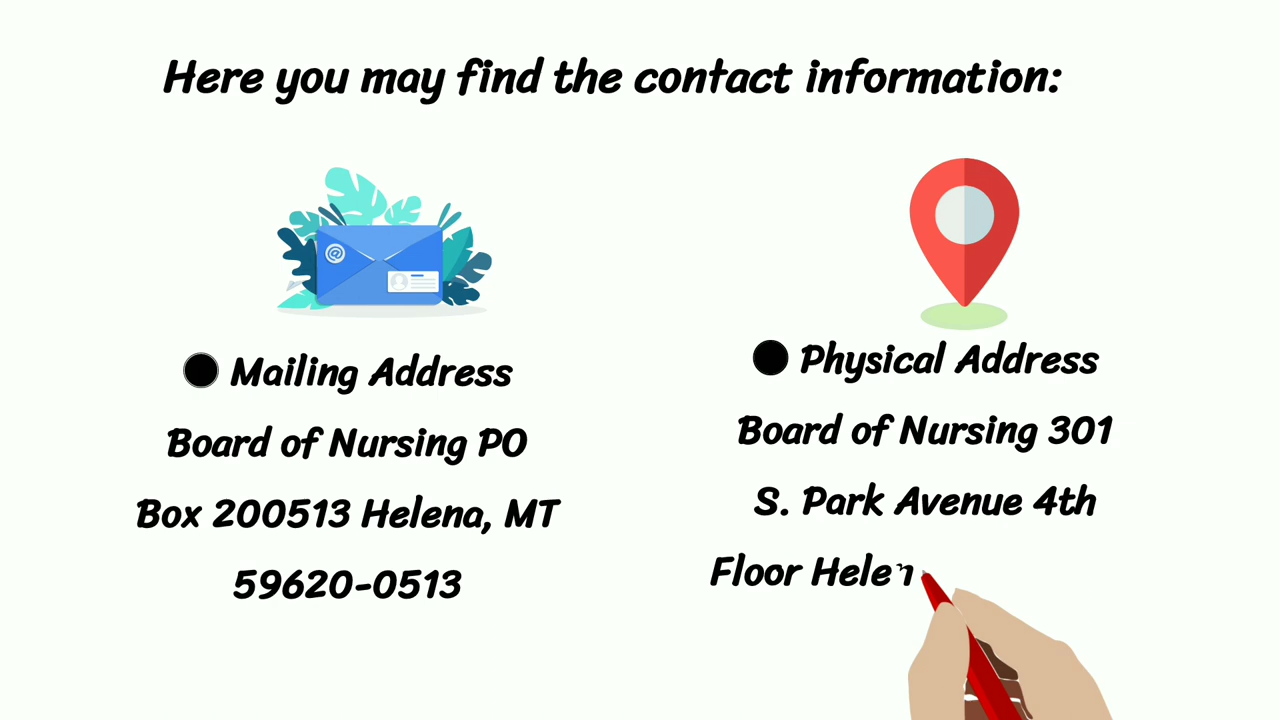 Here you may find the contact information:
● Mailing Address
Board of Nursing PO
Box 200513 Helena, MT
59620-0513
● Physical Address
Board of Nursing 301
S. Park Avenue 4th
Floor